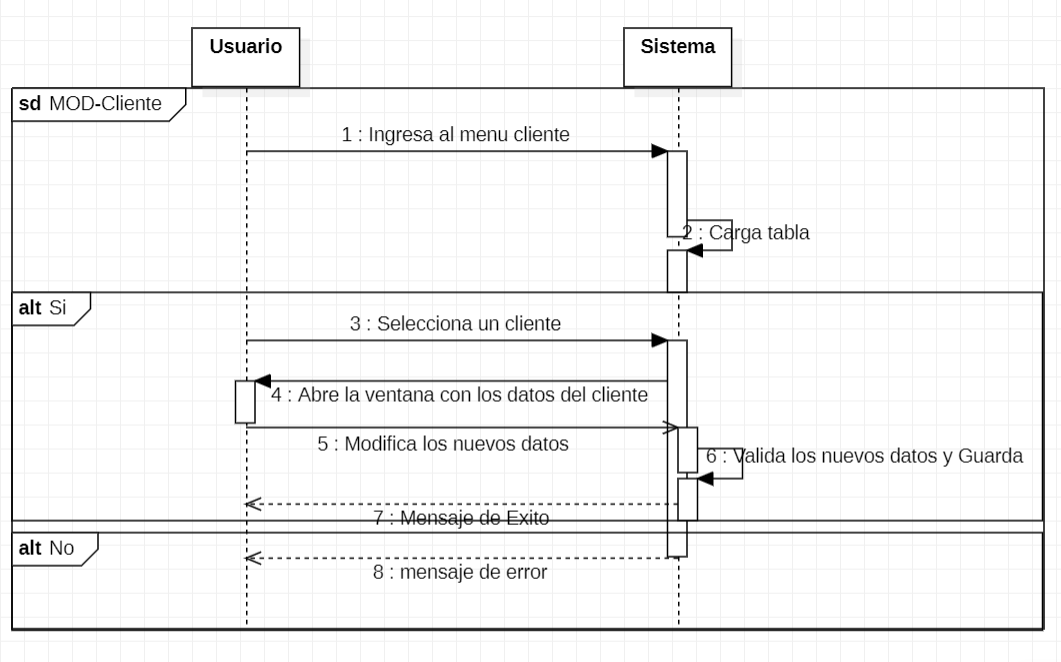 Usuario
Sistema
sd MOD-Cliente
1 : Ingresa al menu cliente
2 : Carga tabla
alt Si
3 : Selecciona un cliente
4 : Abre la ventana con los datos del cliente
5 : Modifica los nuevos datos
6 : Valida los nuevos datos y Guarda
7 : Mensaje de Exito
alt No
8 : mensaje de error